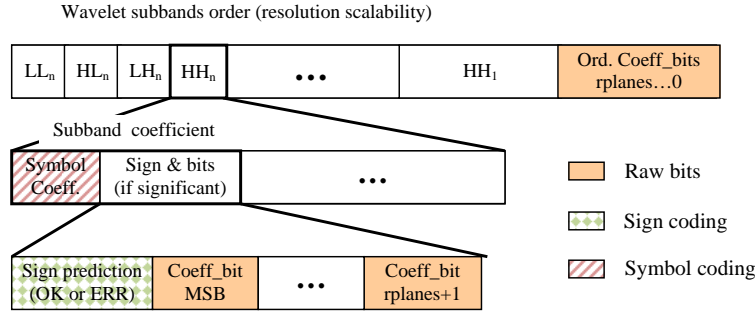 Wavelet subbands order (resolution scalability)
LLn HLn LHn HHn ... HH1 Ord. Coeff_bits
rplanes...0
Subband coefficient
Symbol Coeff.
Sign & bits
(if significant)
...
Raw bits
Sign coding
Symbol coding
Sign prediction
(OK or ERR)
Coeff_bit
MSB
...
Coeff_bit
rplanes+1